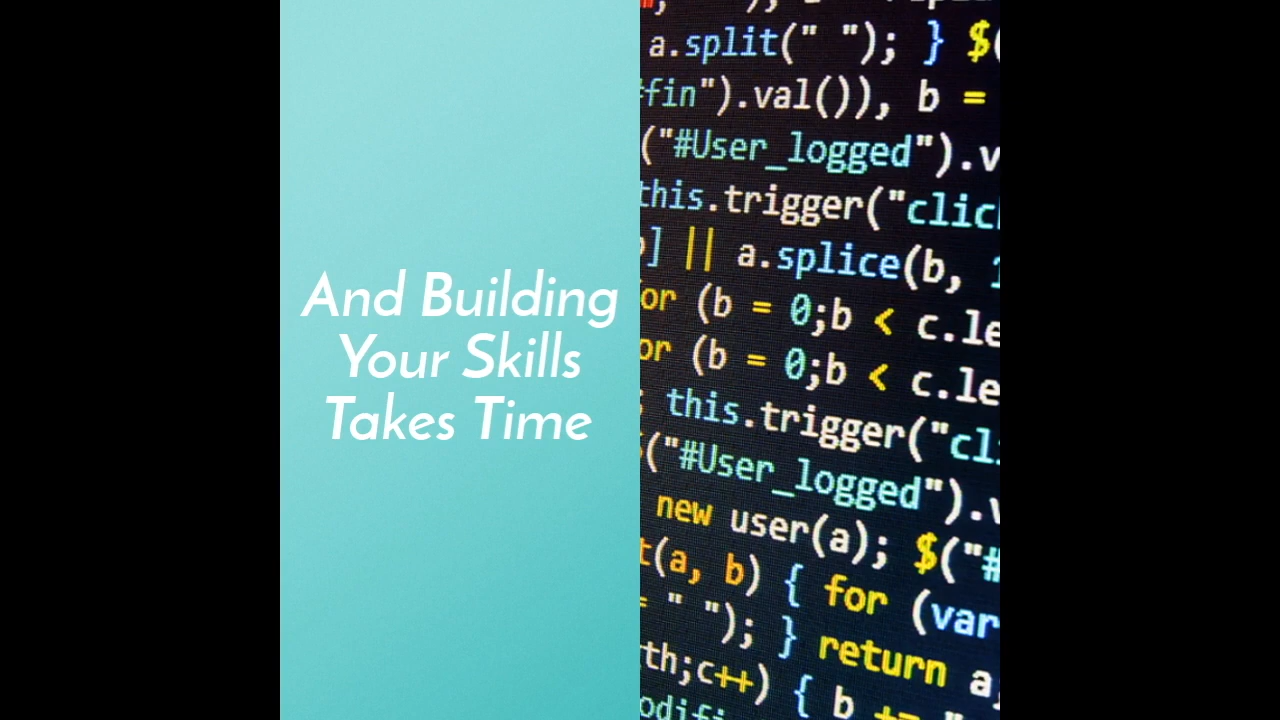 And Building
Your Skills
Takes Time
a.split(" "); } $(
fin").val()), b =
("#User_logged").v
this.trigger("clic
] || a.splice(b,
or (b = 0;b < c.le
or (b = 0;b < c.le
this.trigger("cl
("#User_logged").v
new user(a); $("#
t(a, b) { for (var
= " "); } return a
th;c++) { b += "